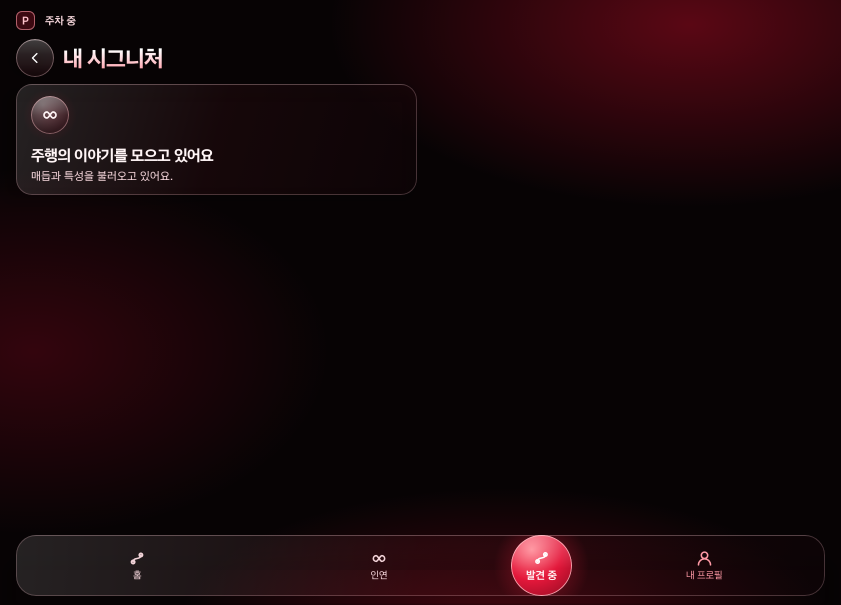 P 주차 중
내 시그니처
주행의 이야기를 모으고 있어요
매듭과 특성을 불러오고 있어요.
홈
인연
발견 중
내 프로필